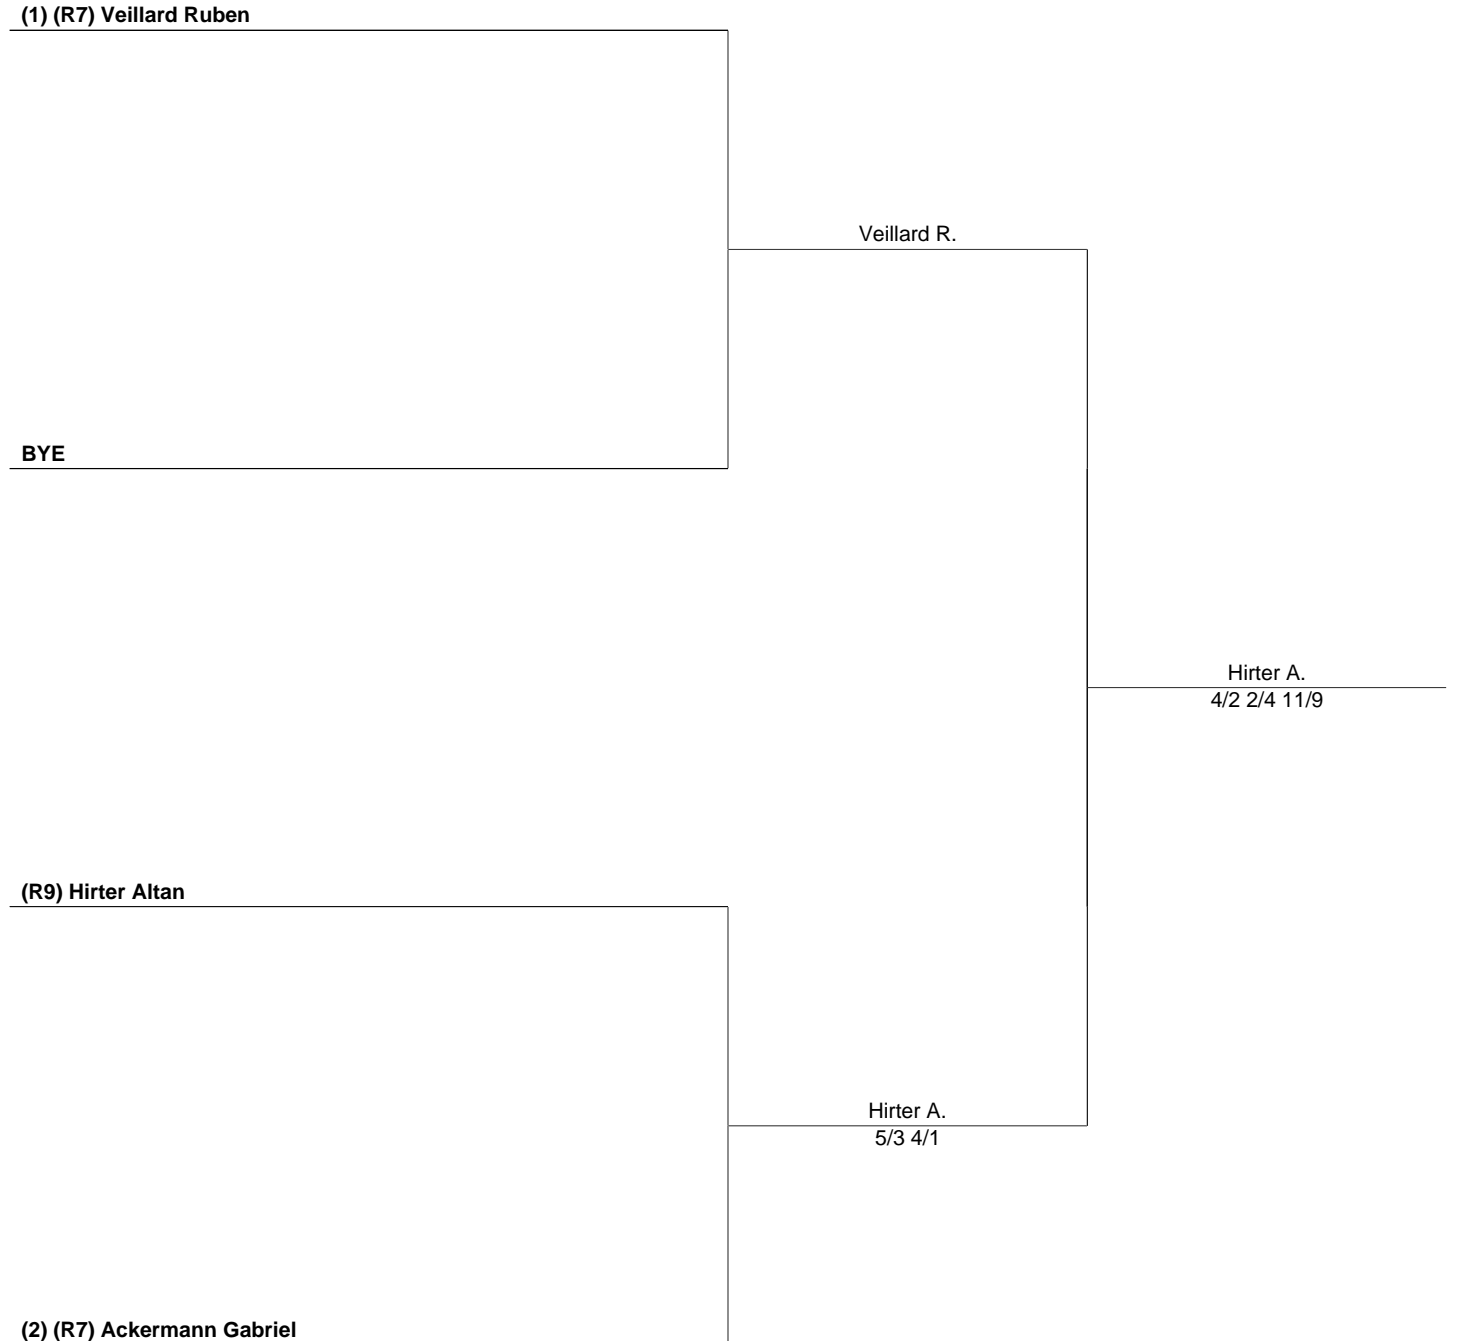 (1) (R7) Veillard Ruben
Veillard R.
BYE
Hirter A.
4/2 2/4 11/9
(R9) Hirter Altan
Hirter A.
5/3 4/1
(2) (R7) Ackermann Gabriel